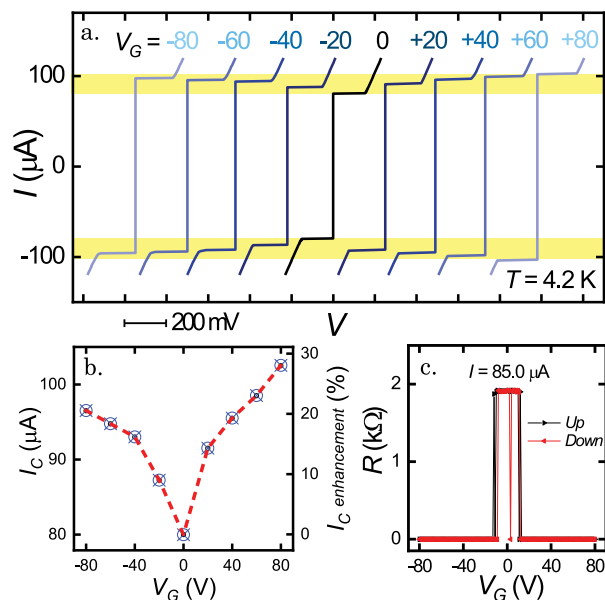 a.
V_G = -80 -60 -40 -20 0 +20 +40 +60 +80
100
0
-100
I (μA)
T = 4.2 K
200 mV
V
b.
100
90
80
I_C (μA)
30
20
10
0
I_C enhancement (%)
-80 -40 0 40 80
V_G (V)
c.
I = 85.0 μA
2
1
0
R (kΩ)
Up
Down
-80 -40 0 40 80
V_G (V)